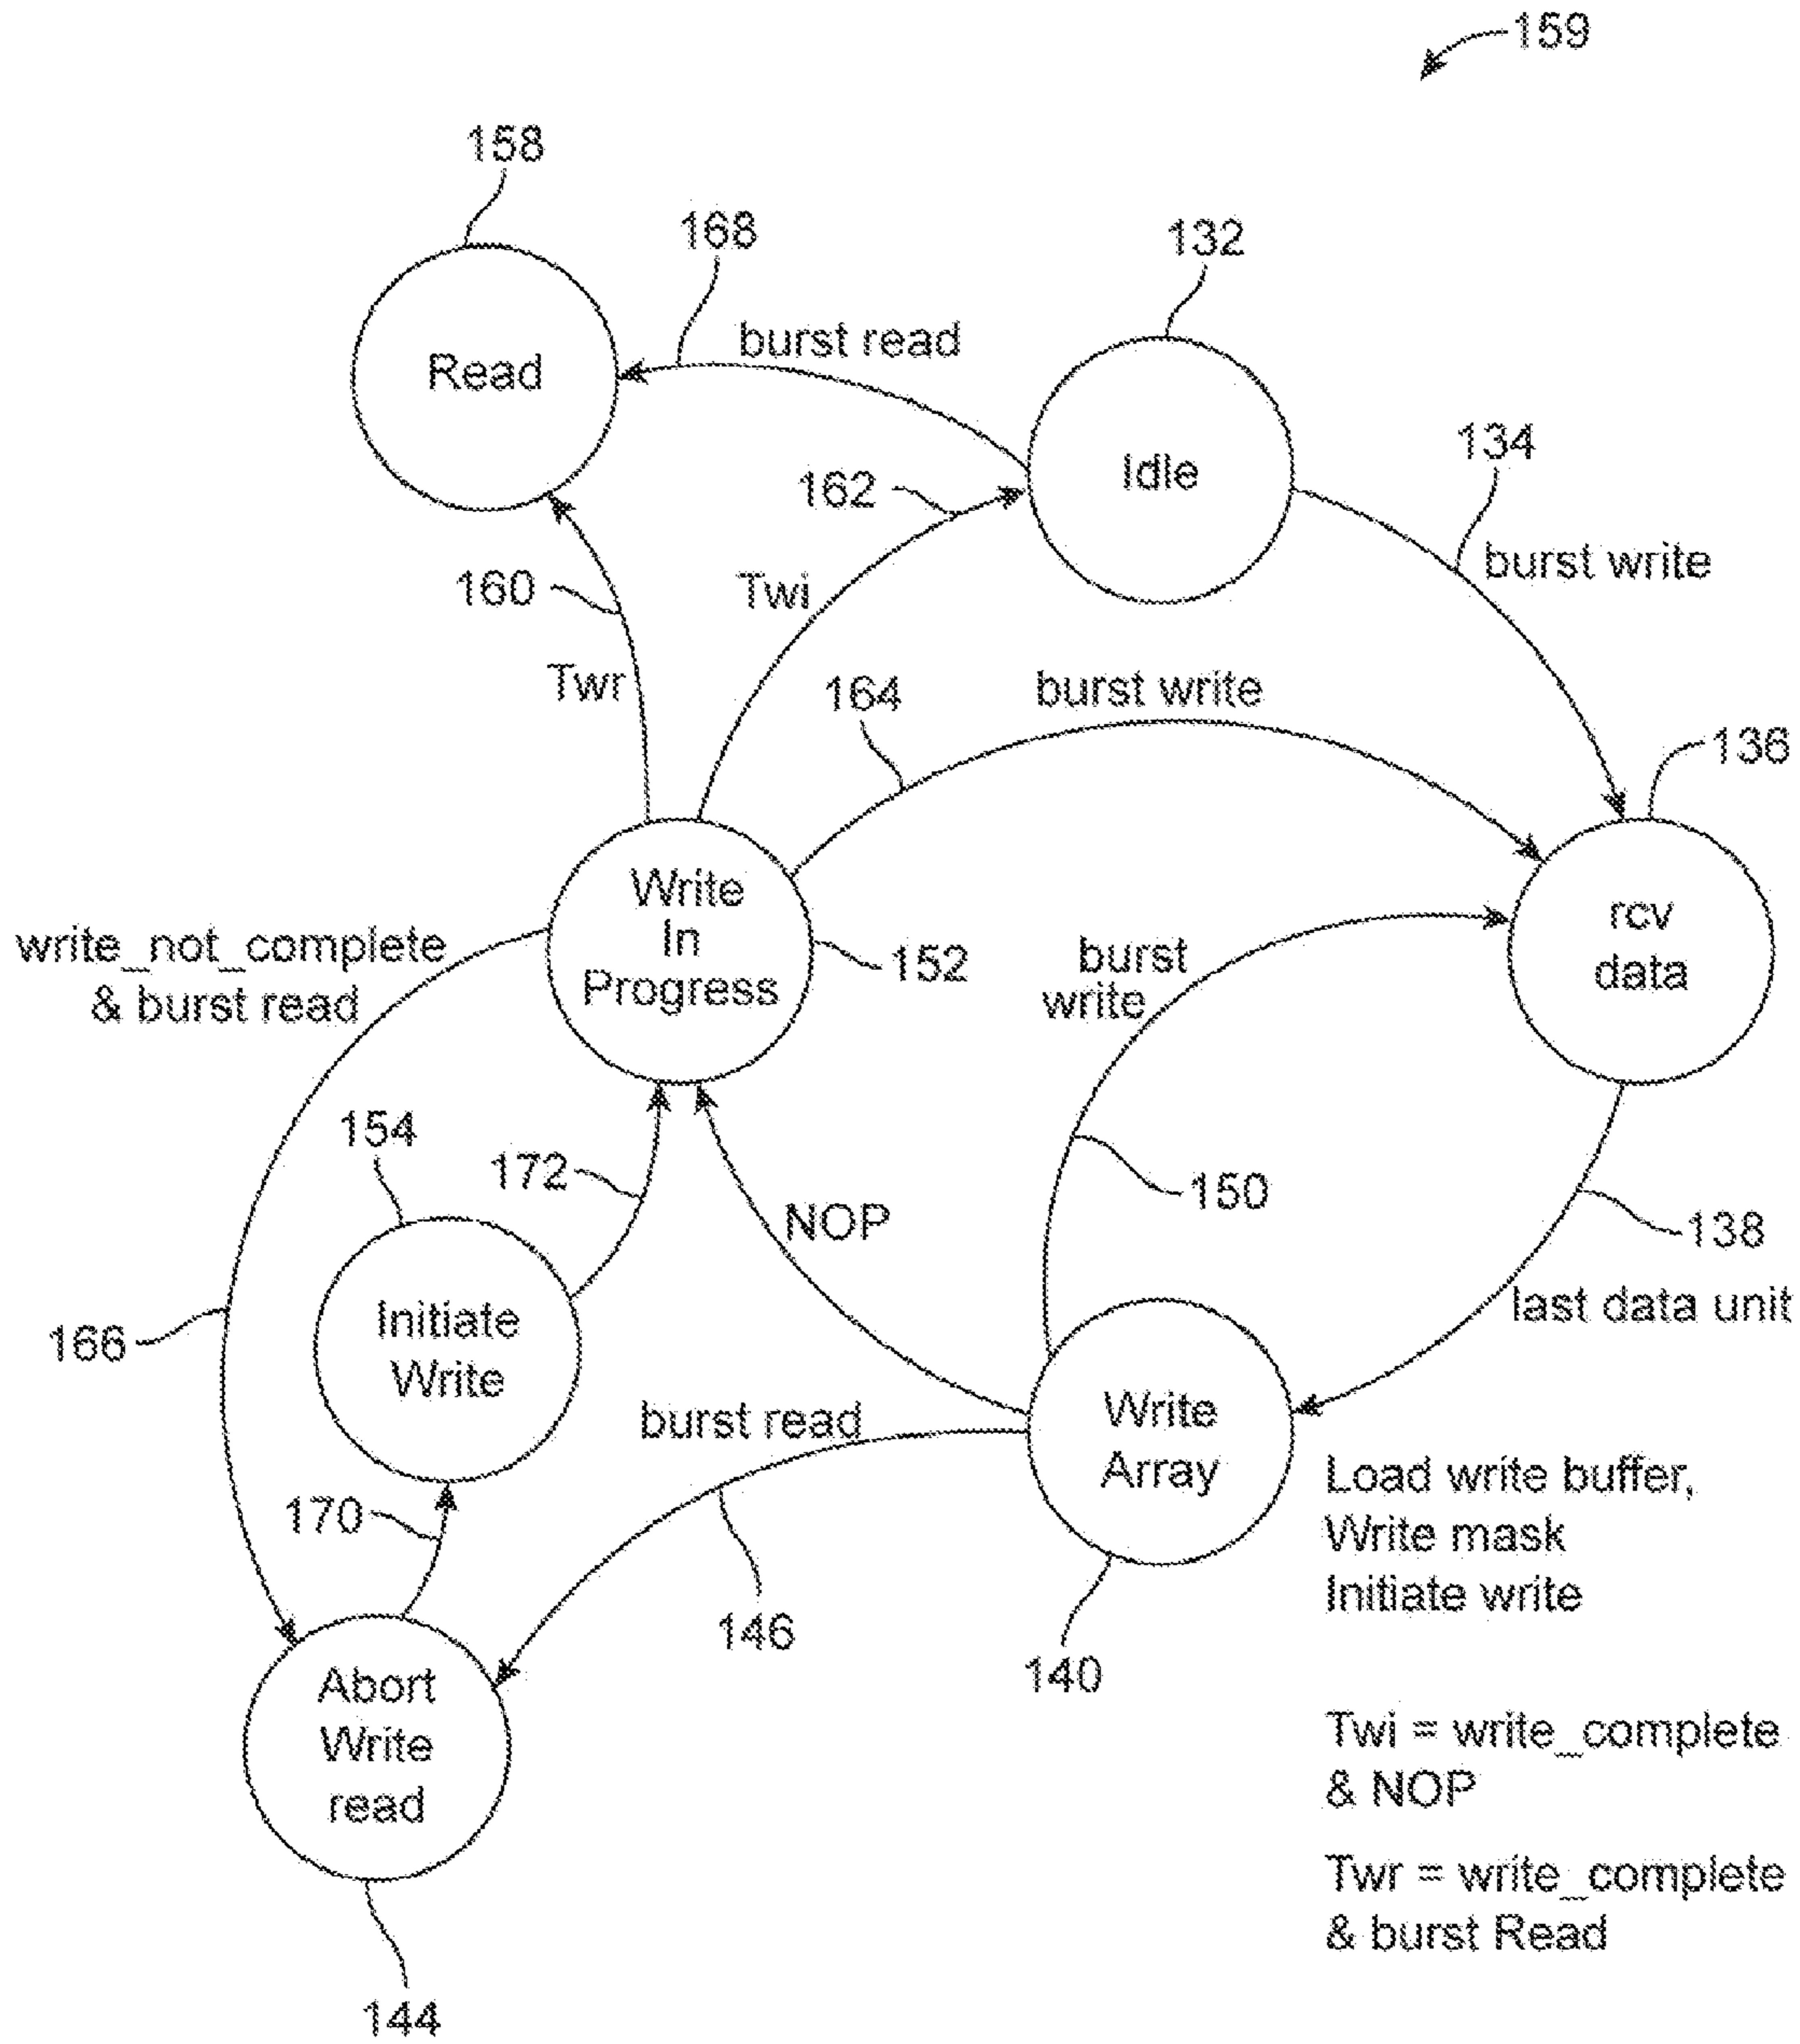 159
158
168
132
burst read
Read
Idle
134
162
burst write
160
Twi
Twr
164
burst write
136
Write
In
Progress
rcv
data
152
write_not_complete
& burst read
burst
write
154
172
150
NOP
138
Initiate
Write
last data unit
166
burst read
Write
Array
Load write buffer,
Write mask
Initiate write
170
146
140
Abort
Write
read
Twi = write_complete
& NOP
Twr = write_complete
& burst Read
144